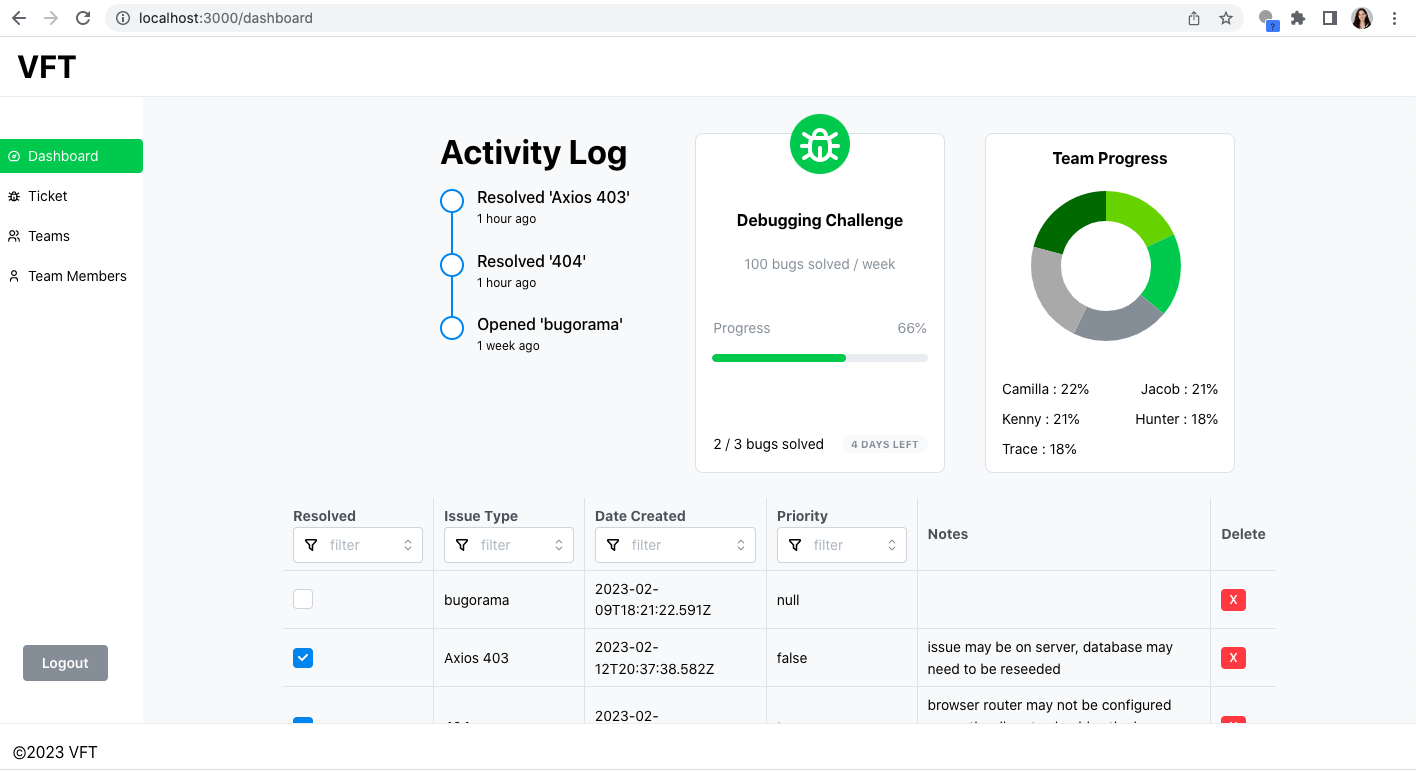 localhost:3000/dashboard
VFT
Dashboard
Ticket
Teams
Team Members
Logout
Activity Log
Resolved 'Axios 403'
1 hour ago
Resolved '404'
1 hour ago
Opened 'bugorama'
1 week ago
Debugging Challenge
100 bugs solved / week
Progress 66%
2 / 3 bugs solved 4 DAYS LEFT
Team Progress
Camilla : 22% Jacob : 21%
Kenny : 21% Hunter : 18%
Trace : 18%
Resolved Issue Type Date Created Priority Notes Delete
filter filter filter filter
bugorama 2023-02-09T18:21:22.591Z null X
Axios 403 2023-02-12T20:37:38.582Z false issue may be on server, database may
need to be reseeded X
2023-02- browser router may not be configured
©2023 VFT